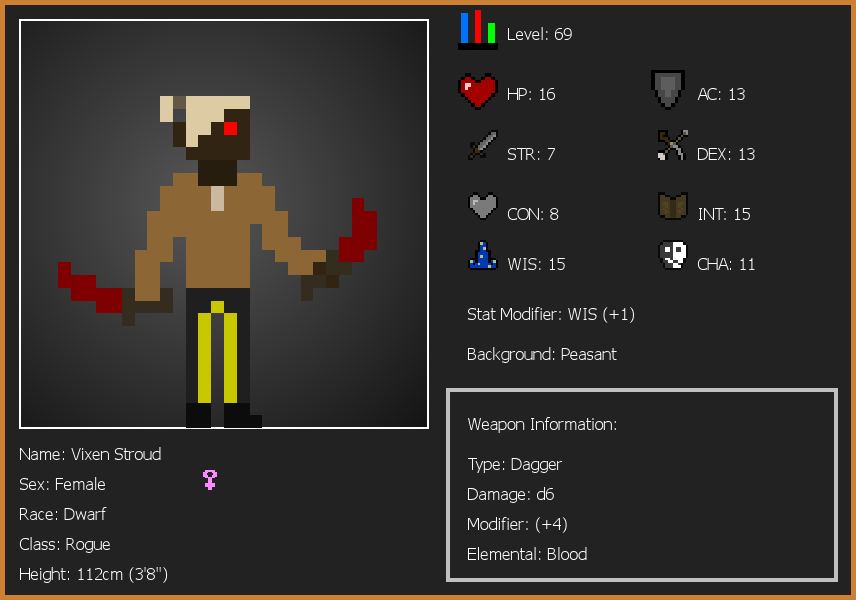 Level: 69
HP: 16
AC: 13
STR: 7
DEX: 13
CON: 8
INT: 15
WIS: 15
CHA: 11
Stat Modifier: WIS (+1)
Background: Peasant
Weapon Information:
Type: Dagger
Damage: d6
Modifier: (+4)
Elemental: Blood
Name: Vixen Stroud
Sex: Female
Race: Dwarf
Class: Rogue
Height: 112cm (3'8")